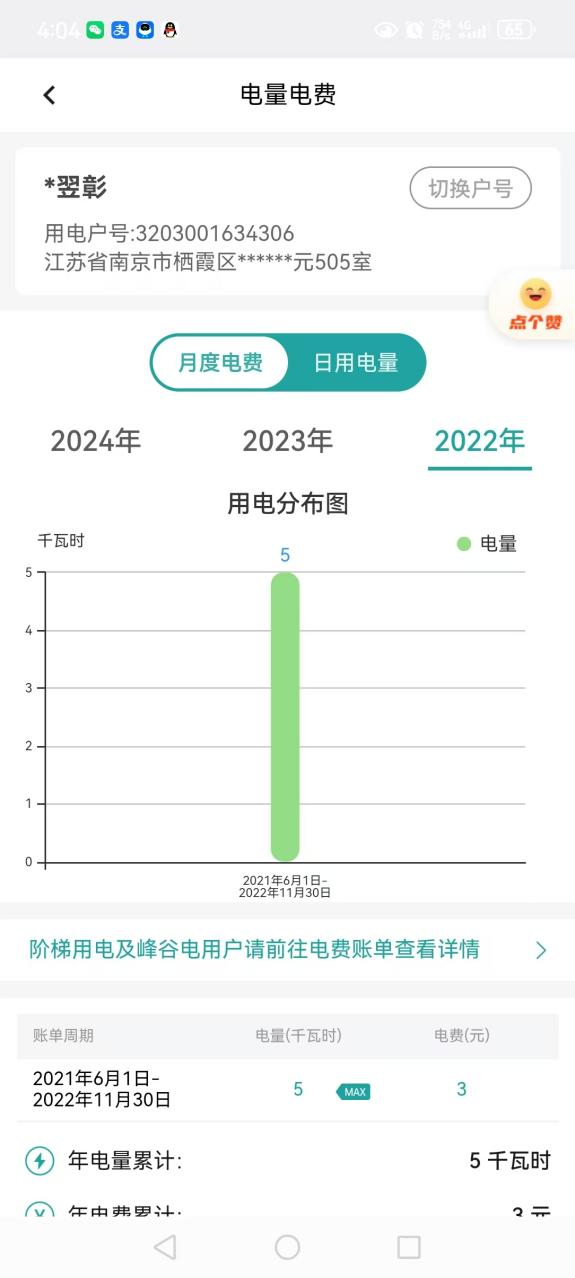 4:04
支
754
B/s
4G
65
电量电费
*翌彰
切换户号
用电户号:3203001634306
江苏省南京市栖霞区******元505室
点个赞
月度电费
日用电量
2024年
2023年
2022年
用电分布图
千瓦时
电量
5
5
4
3
2
1
0
2021年6月1日-
2022年11月30日
阶梯用电及峰谷电用户请前往电费账单查看详情
账单周期
电量(千瓦时)
电费(元)
2021年6月1日-
2022年11月30日
5
MAX
3
年电量累计:
5 千瓦时
年电费累计:
3 元